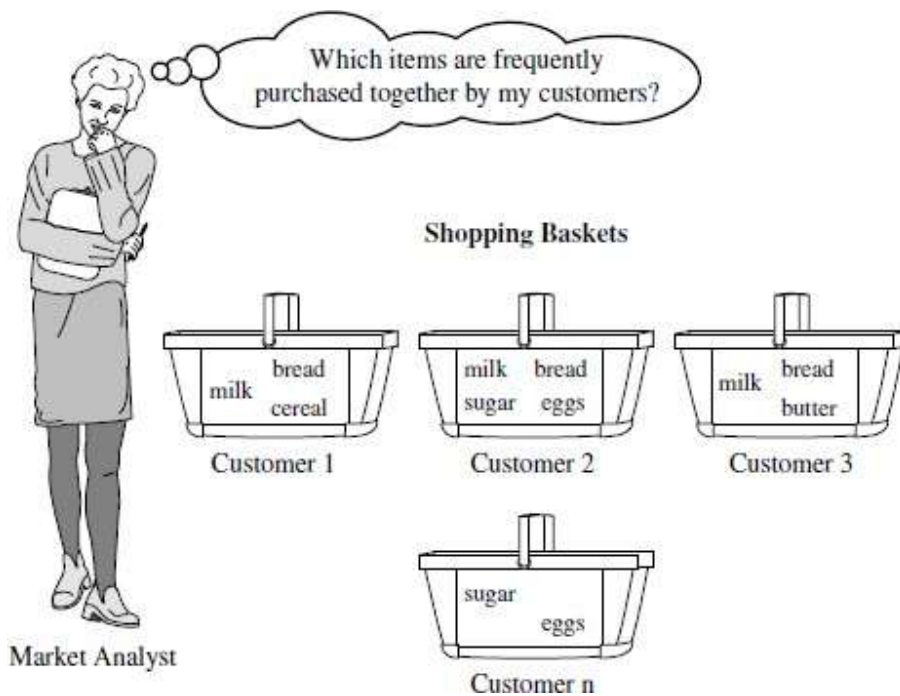 Which items are frequently
purchased together by my customers?
Shopping Baskets
milk
bread
cereal
Customer 1
milk bread
sugar eggs
Customer 2
milk
bread
butter
Customer 3
sugar
eggs
Customer n
Market Analyst